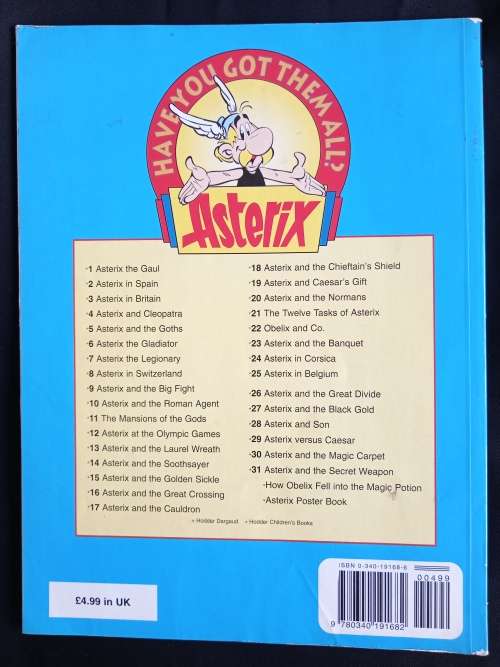 HAVE YOU GOT THEM ALL?
Asterix
·1 Asterix the Gaul
·2 Asterix in Spain
·3 Asterix in Britain
·4 Asterix and Cleopatra
·5 Asterix and the Goths
·6 Asterix the Gladiator
·7 Asterix the Legionary
·8 Asterix in Switzerland
·9 Asterix and the Big Fight
·10 Asterix and the Roman Agent
·11 The Mansions of the Gods
·12 Asterix at the Olympic Games
·13 Asterix and the Laurel Wreath
·14 Asterix and the Soothsayer
·15 Asterix and the Golden Sickle
·16 Asterix and the Great Crossing
·17 Asterix and the Cauldron
·18 Asterix and the Chieftain's Shield
·19 Asterix and Caesar's Gift
·20 Asterix and the Normans
·21 The Twelve Tasks of Asterix
·22 Obelix and Co.
·23 Asterix and the Banquet
·24 Asterix in Corsica
·25 Asterix in Belgium
·26 Asterix and the Great Divide
·27 Asterix and the Black Gold
·28 Asterix and Son
·29 Asterix versus Caesar
·30 Asterix and the Magic Carpet
·31 Asterix and the Secret Weapon
·How Obelix Fell into the Magic Potion
·Asterix Poster Book
+ Hodder Dargaud • Hodder Children's Books
£4.99 in UK
ISBN 0-340-19168-8
00499
9 780340 191682